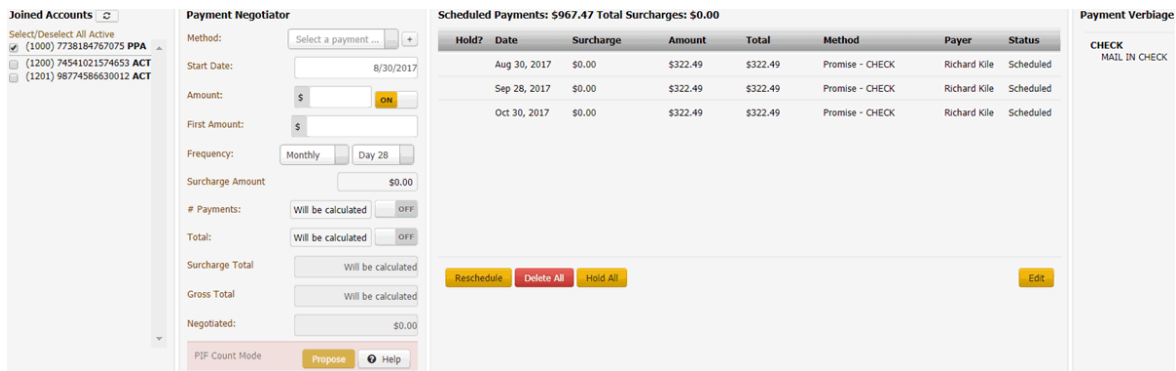 Joined Accounts
Select/Deselect All Active
(1000) 7738184767075 PPA
(1200) 74541021574653 ACT
(1201) 98774586630012 ACT
Payment Negotiator
Method: Select a payment ... +
Start Date: 8/30/2017
Amount: $ ON
First Amount: $
Frequency: Monthly Day 28
Surcharge Amount $0.00
# Payments: Will be calculated OFF
Total: Will be calculated OFF
Surcharge Total Will be calculated
Gross Total Will be calculated
Negotiated: $0.00
PIF Count Mode Propose ? Help
Scheduled Payments: $967.47 Total Surcharges: $0.00
Hold? Date Surcharge Amount Total Method Payer Status
Aug 30, 2017 $0.00 $322.49 $322.49 Promise - CHECK Richard Kile Scheduled
Sep 28, 2017 $0.00 $322.49 $322.49 Promise - CHECK Richard Kile Scheduled
Oct 30, 2017 $0.00 $322.49 $322.49 Promise - CHECK Richard Kile Scheduled
Reschedule Delete All Hold All Edit
Payment Verbiage
CHECK
MAIL IN CHECK